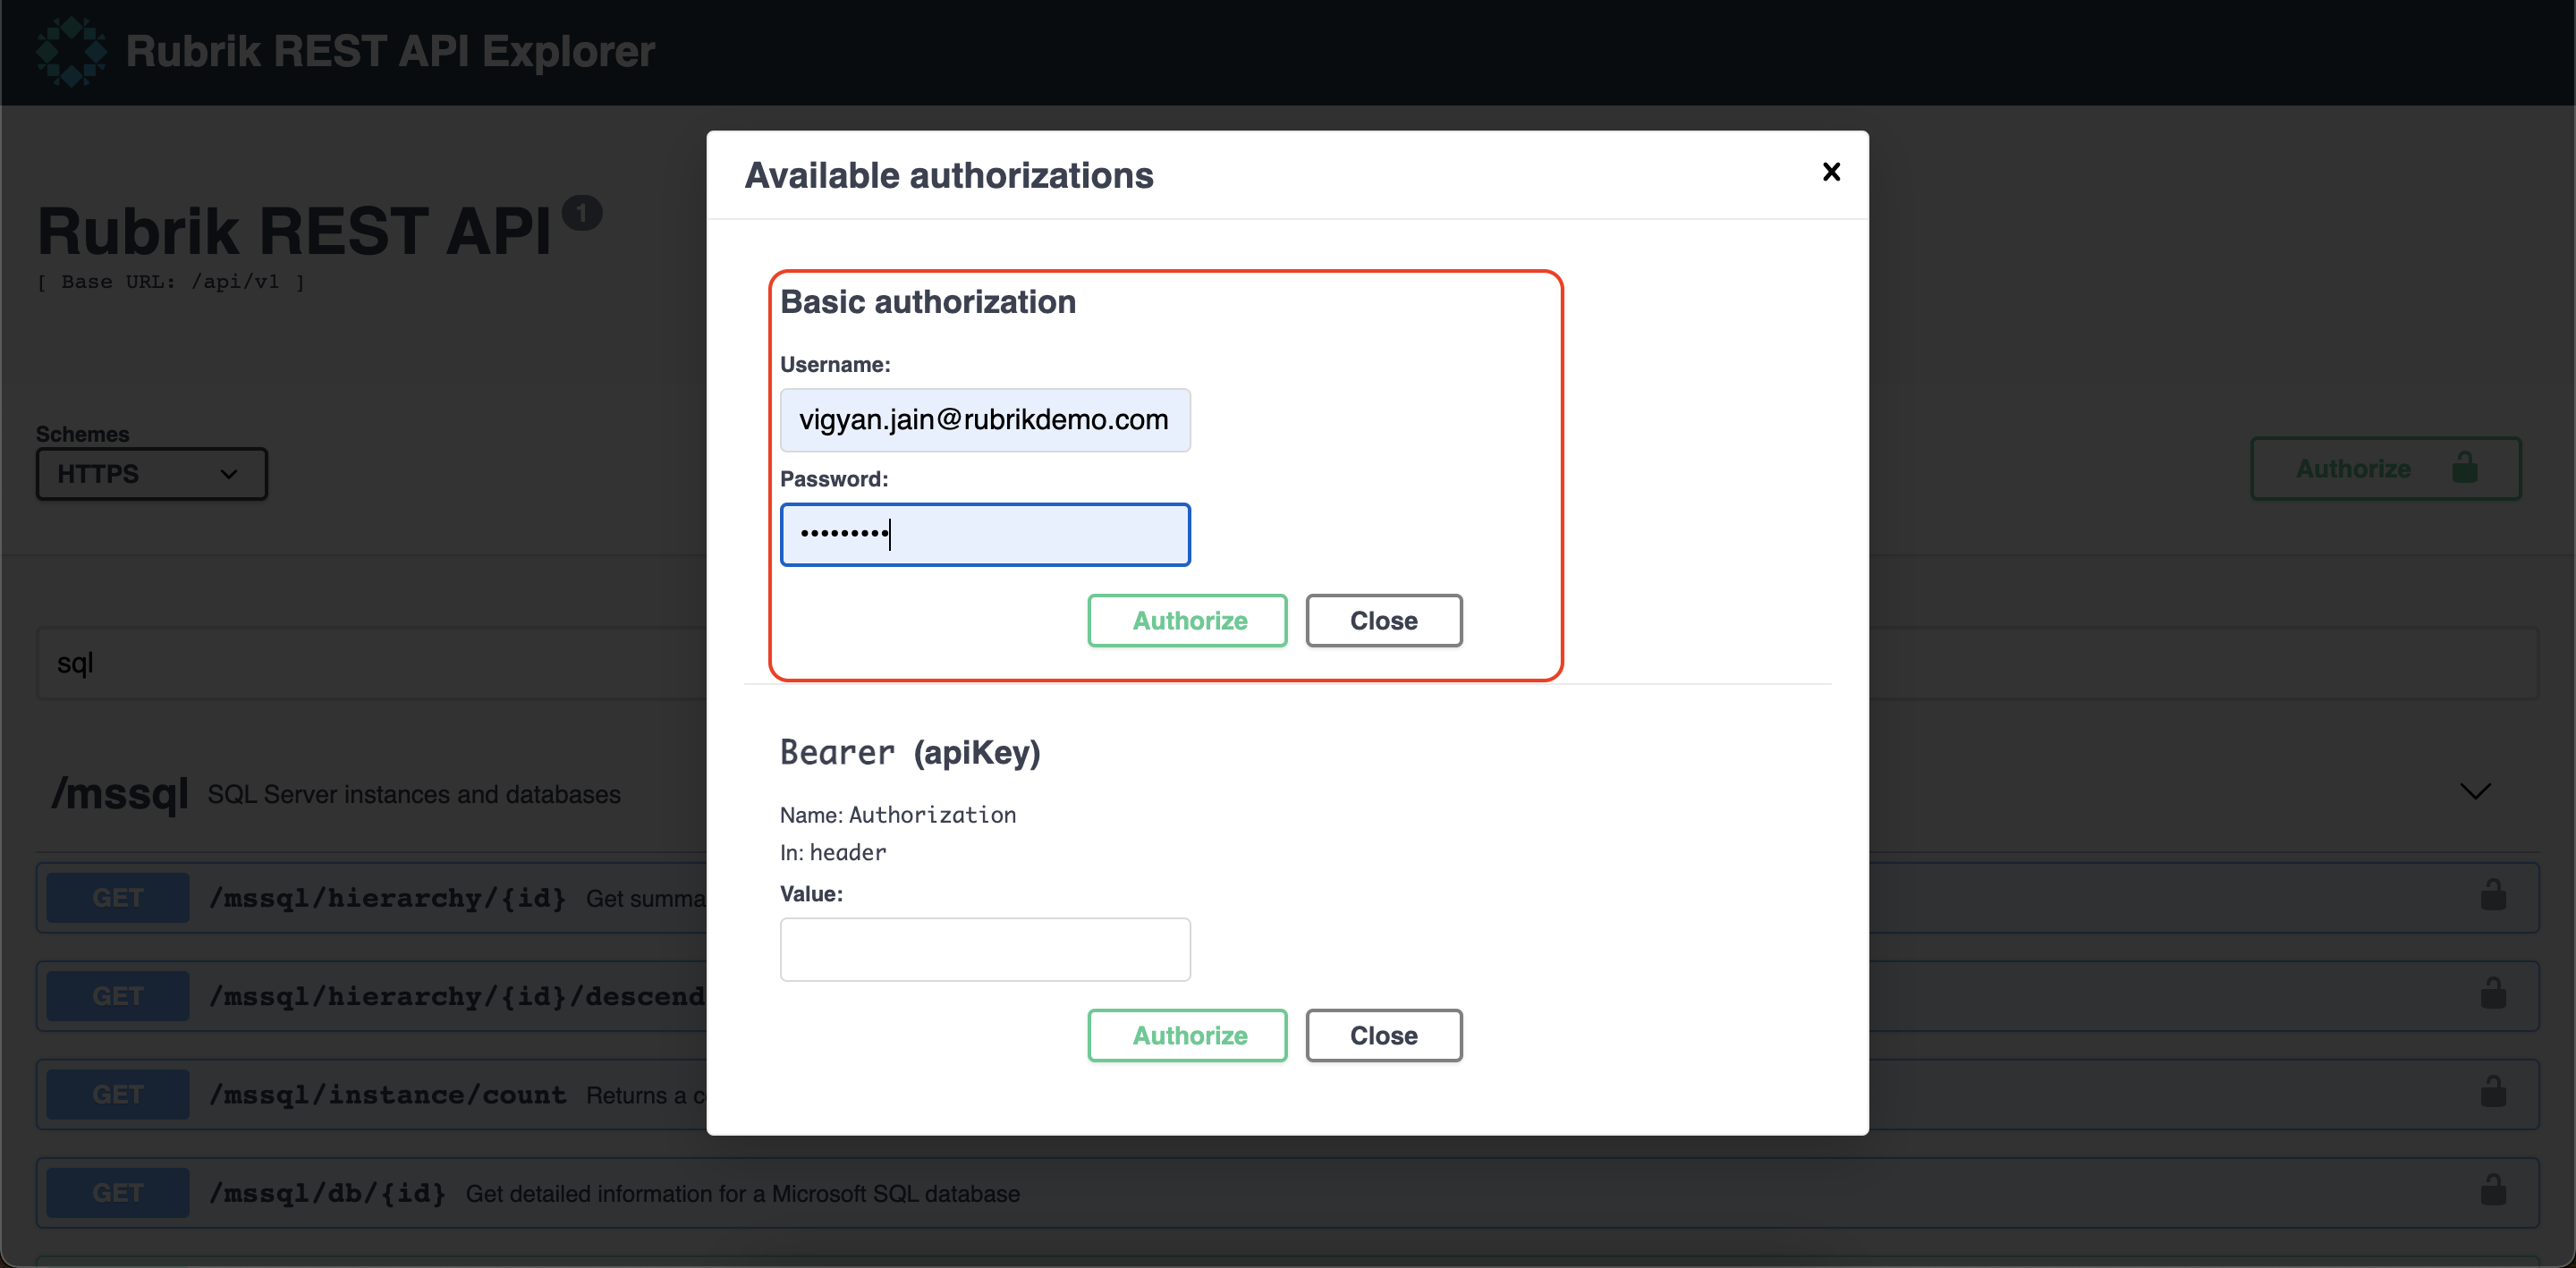 Rubrik REST API Explorer
Available authorizations
Rubrik REST API 1
[ Base URL: /api/v1 ]
Basic authorization
Username:
vigyan.jain@rubrikdemo.com
Schemes
HTTPS
Authorize
Password:
•••••••••
Authorize Close
sql
Bearer (apiKey)
/mssql SQL Server instances and databases
Name: Authorization
In: header
Value:
GET /mssql/hierarchy/{id} Get summa
GET /mssql/hierarchy/{id}/descend
Authorize Close
GET /mssql/instance/count Returns a c
GET /mssql/db/{id} Get detailed information for a Microsoft SQL database